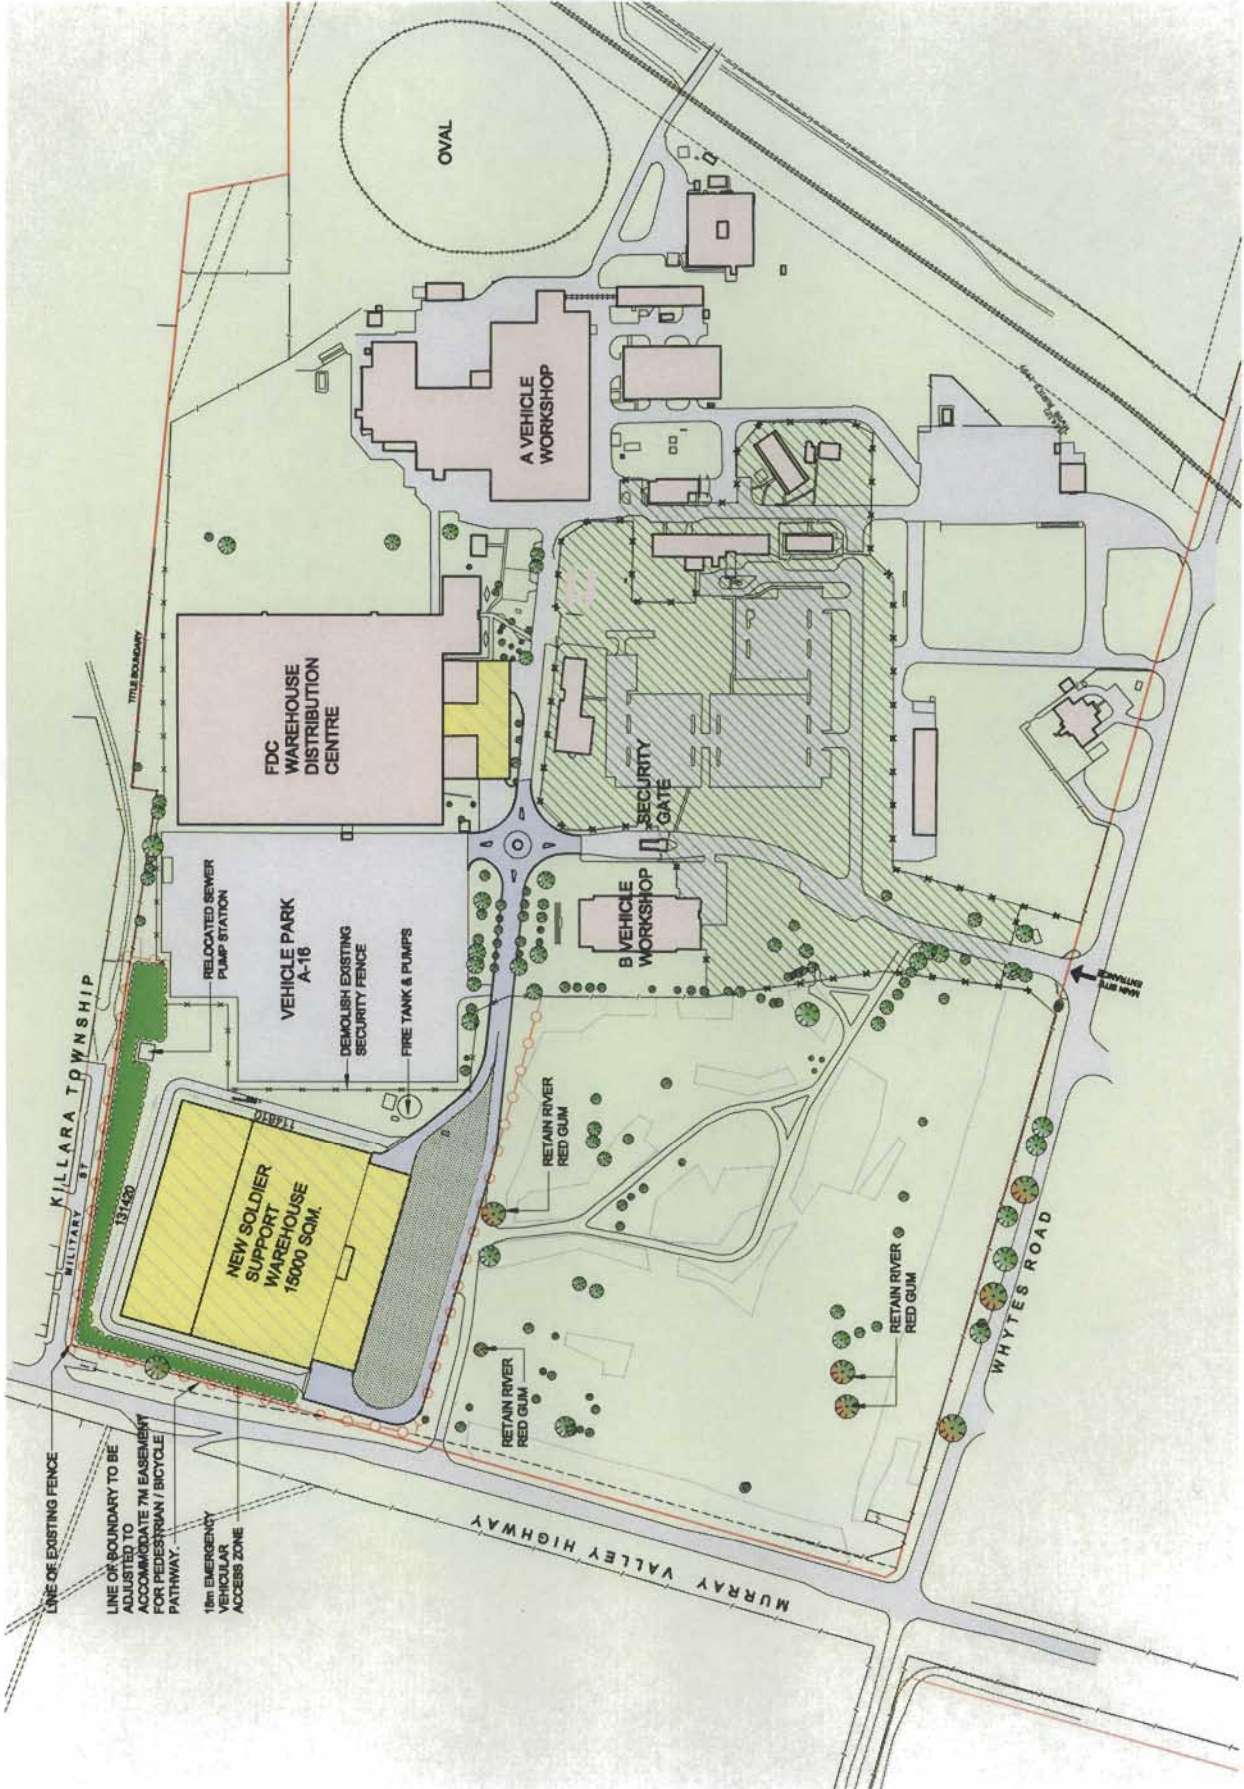 LINE OF EXISTING FENCE
LINE OF BOUNDARY TO BE
ADJUSTED TO
ACCOMMODATE 7M EASEMENT
FOR PEDESTRIAN / BICYCLE
PATHWAY.
18m EMERGENCY
VEHICULAR
ACCESS ZONE
KILLARA TOWNSHIP
MILITARY ST
131420
114610
TITLE BOUNDARY
NEW SOLDIER
SUPPORT
WAREHOUSE
15000 SQM.
RELOCATED SEWER
PUMP STATION
VEHICLE PARK
A-16
DEMOLISH EXISTING
SECURITY FENCE
FIRE TANK & PUMPS
FDC
WAREHOUSE
DISTRIBUTION
CENTRE
A VEHICLE
WORKSHOP
OVAL
RETAIN RIVER
RED GUM
RETAIN RIVER
RED GUM
B VEHICLE
WORKSHOP
SECURITY
GATE
RETAIN RIVER
RED GUM
MURRAY VALLEY HIGHWAY
WHYTES ROAD
MAIN SITE
ENTRANCE